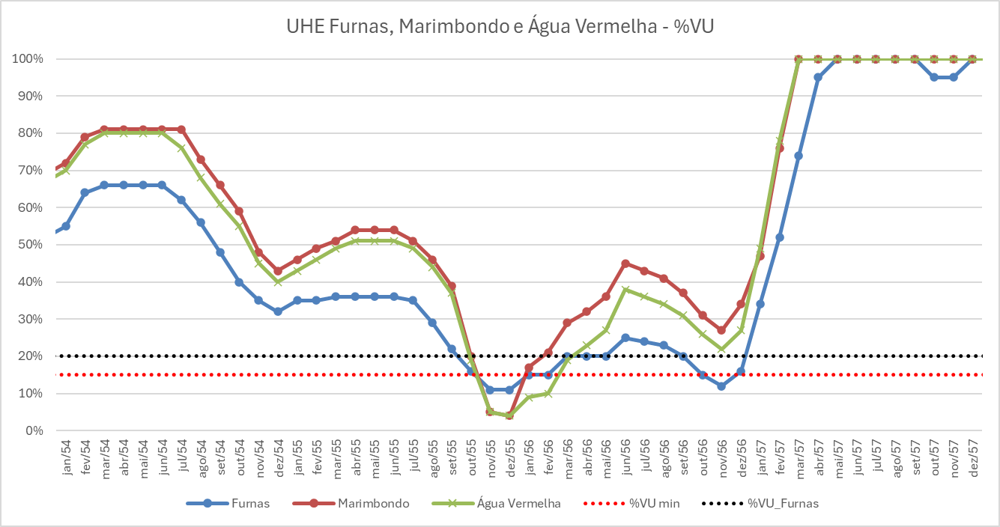 UHE Furnas, Marimbondo e Água Vermelha - %VU
100%
90%
80%
70%
60%
50%
40%
30%
20%
10%
0%
jan/54
fev/54
mar/54
abr/54
mai/54
jun/54
jul/54
ago/54
set/54
out/54
nov/54
dez/54
jan/55
fev/55
mar/55
abr/55
mai/55
jun/55
jul/55
ago/55
set/55
out/55
nov/55
dez/55
jan/56
fev/56
mar/56
abr/56
mai/56
jun/56
jul/56
ago/56
set/56
out/56
nov/56
dez/56
jan/57
fev/57
mar/57
abr/57
mai/57
jun/57
jul/57
ago/57
set/57
out/57
nov/57
dez/57
Furnas Marimbondo Água Vermelha %VU min %VU_Furnas